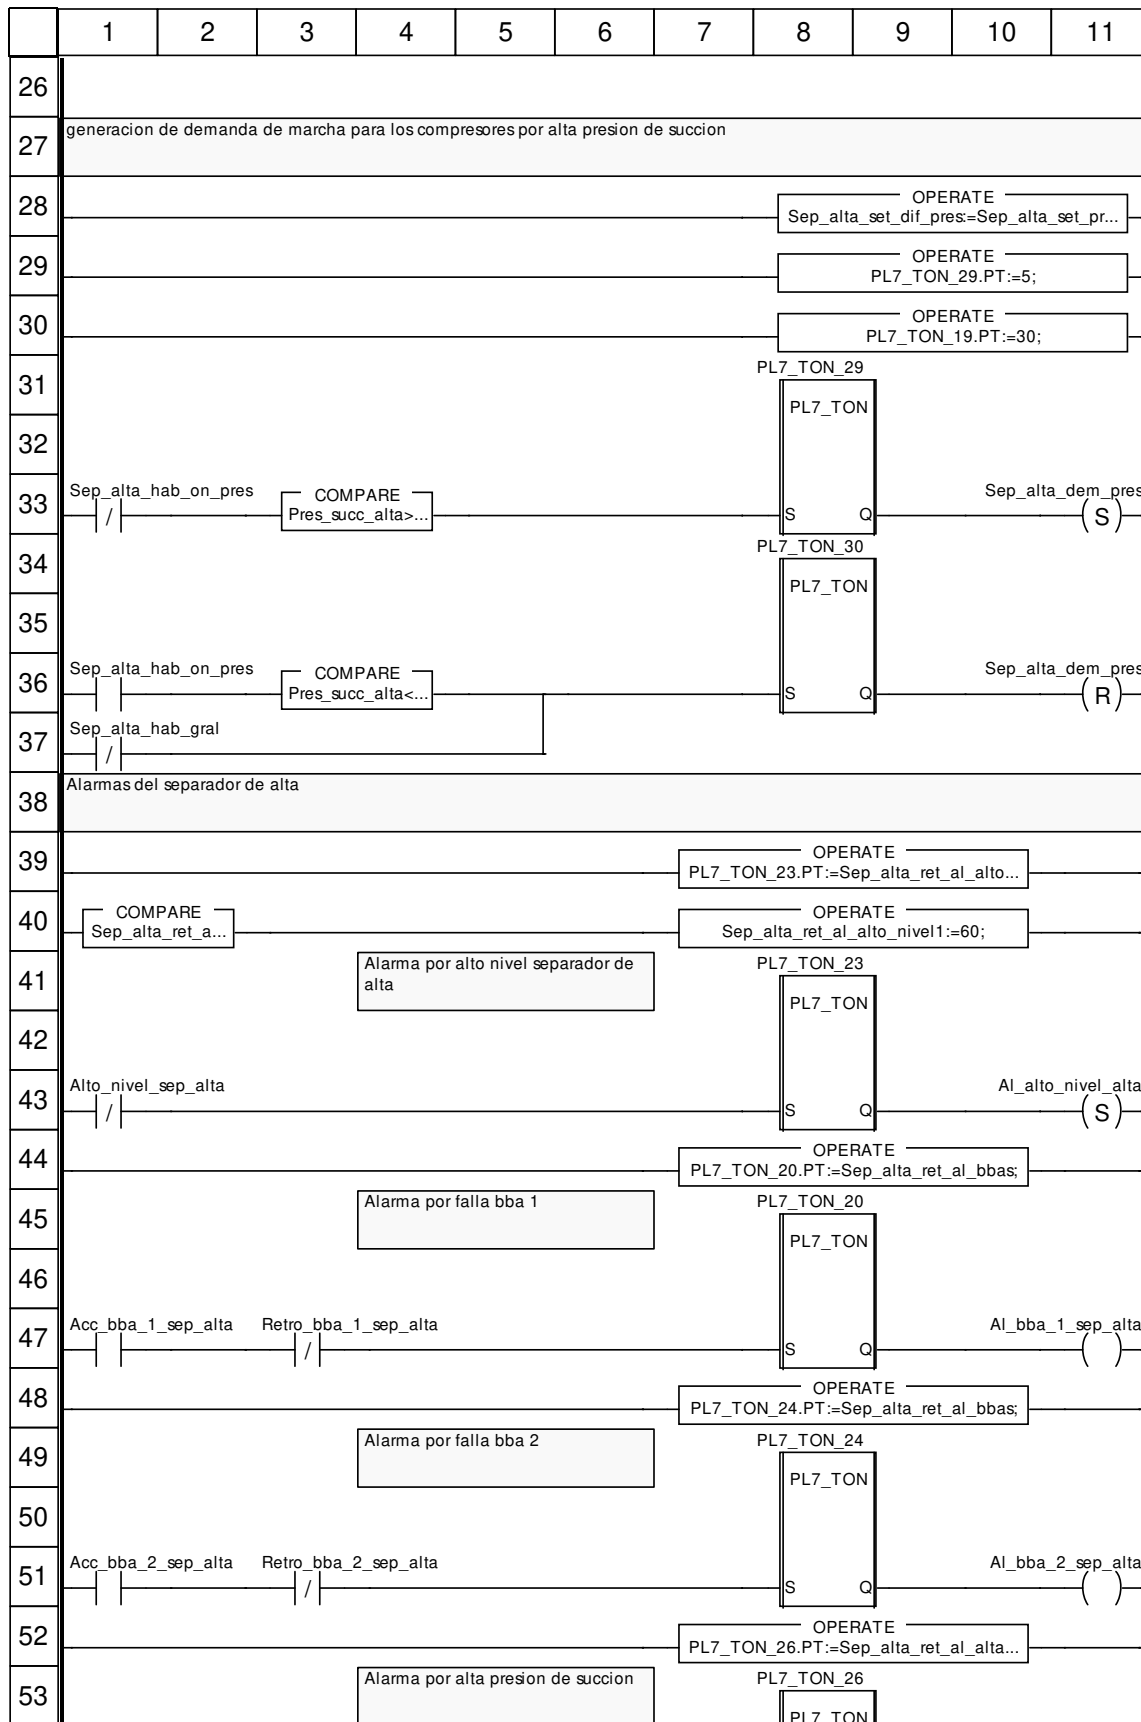 1 2 3 4 5 6 7 8 9 10 11
26
27 generacion de demanda de marcha para los compresores por alta presion de succion
28 OPERATE
Sep_alta_set_dif_pres:=Sep_alta_set_pr...
29 OPERATE
PL7_TON_29.PT:=5;
30 OPERATE
PL7_TON_19.PT:=30;
31 PL7_TON_29
PL7_TON
32
33 Sep_alta_hab_on_pres COMPARE Sep_alta_dem_pres
/ Pres_succ_alta>... S Q S
34 PL7_TON_30
PL7_TON
35
36 Sep_alta_hab_on_pres COMPARE Sep_alta_dem_pres
Pres_succ_alta<... S Q R
37 Sep_alta_hab_gral
/
38 Alarmas del separador de alta
39 OPERATE
PL7_TON_23.PT:=Sep_alta_ret_al_alto...
40 COMPARE OPERATE
Sep_alta_ret_a... Sep_alta_ret_al_alto_nivel1:=60;
41 Alarma por alto nivel separador de PL7_TON_23
alta PL7_TON
42
43 Alto_nivel_sep_alta Al_alto_nivel_alta
/ S Q S
44 OPERATE
PL7_TON_20.PT:=Sep_alta_ret_al_bbas;
45 Alarma por falla bba 1 PL7_TON_20
PL7_TON
46
47 Acc_bba_1_sep_alta Retro_bba_1_sep_alta Al_bba_1_sep_alta
/ S Q
48 OPERATE
PL7_TON_24.PT:=Sep_alta_ret_al_bbas;
49 Alarma por falla bba 2 PL7_TON_24
PL7_TON
50
51 Acc_bba_2_sep_alta Retro_bba_2_sep_alta Al_bba_2_sep_alta
/ S Q
52 OPERATE
PL7_TON_26.PT:=Sep_alta_ret_al_alta...
53 Alarma por alta presion de succion PL7_TON_26
PL7_TON